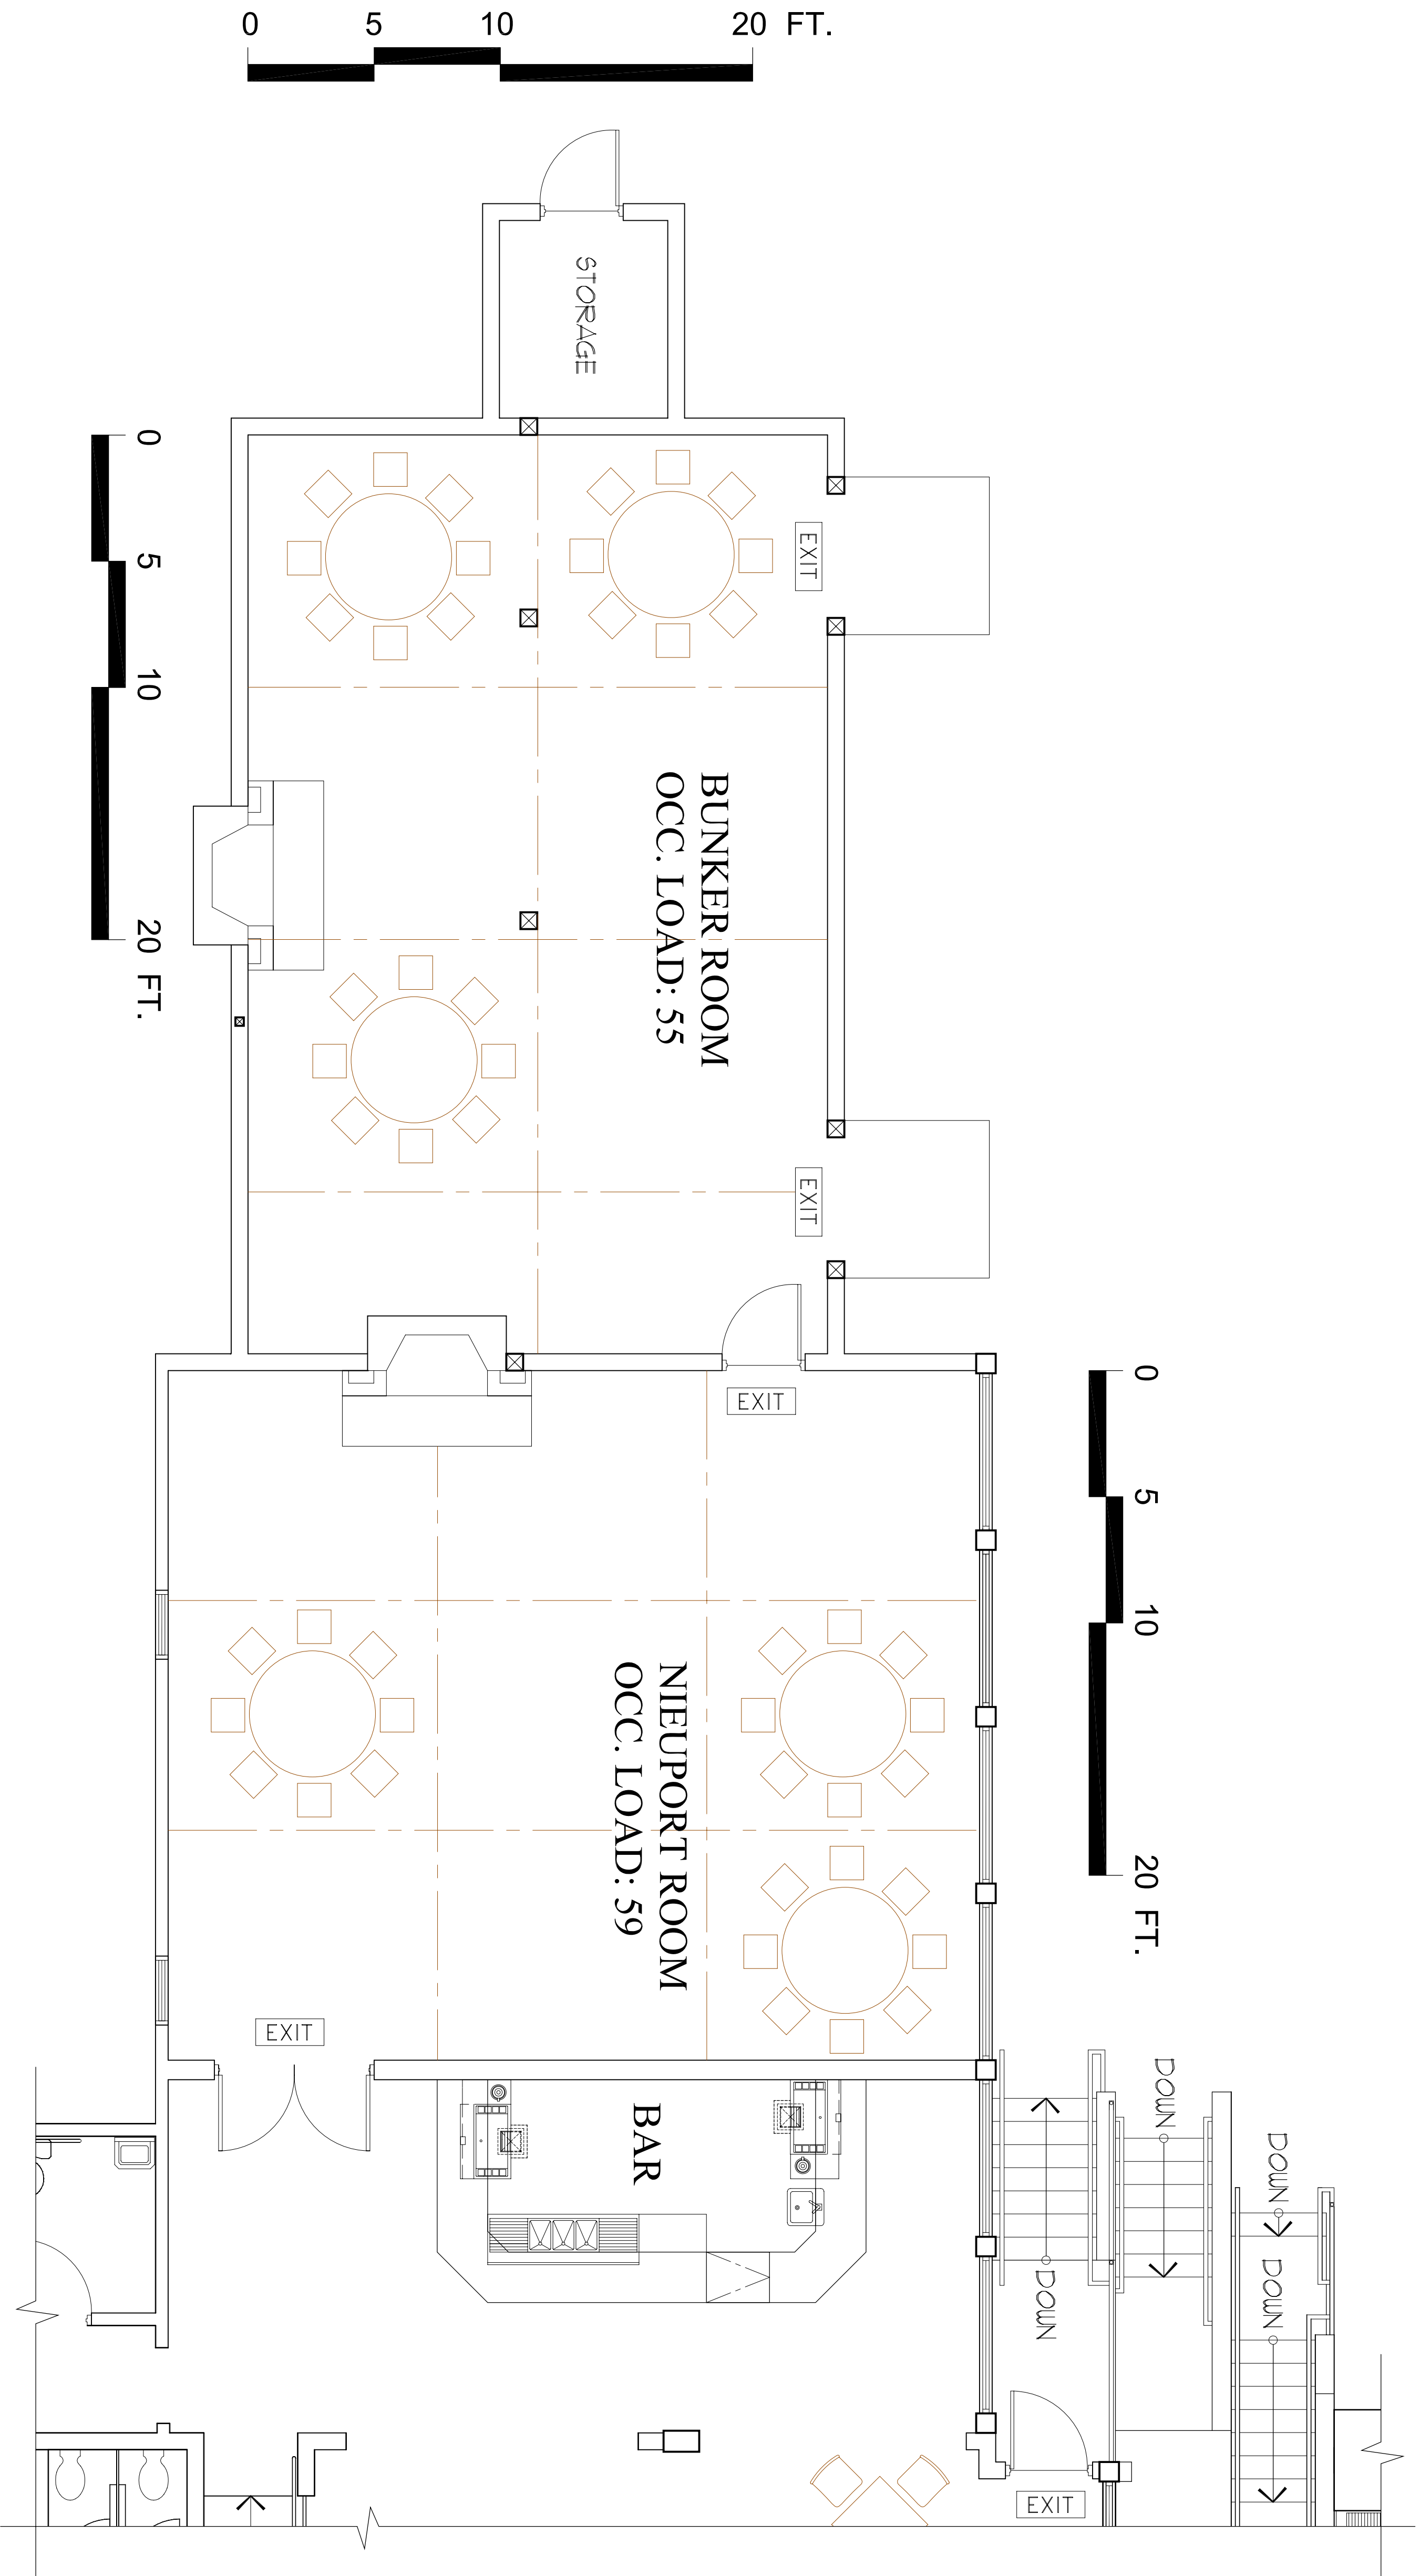 0 5 10 20 FT.
STORAGE
0 5 10 20 FT.
EXIT
BUNKER ROOM
OCC. LOAD: 55
EXIT
EXIT
0 5 10 20 FT.
NIEUPORT ROOM
OCC. LOAD: 59
EXIT
BAR
DOWN
DOWN
DOWN
DOWN
EXIT